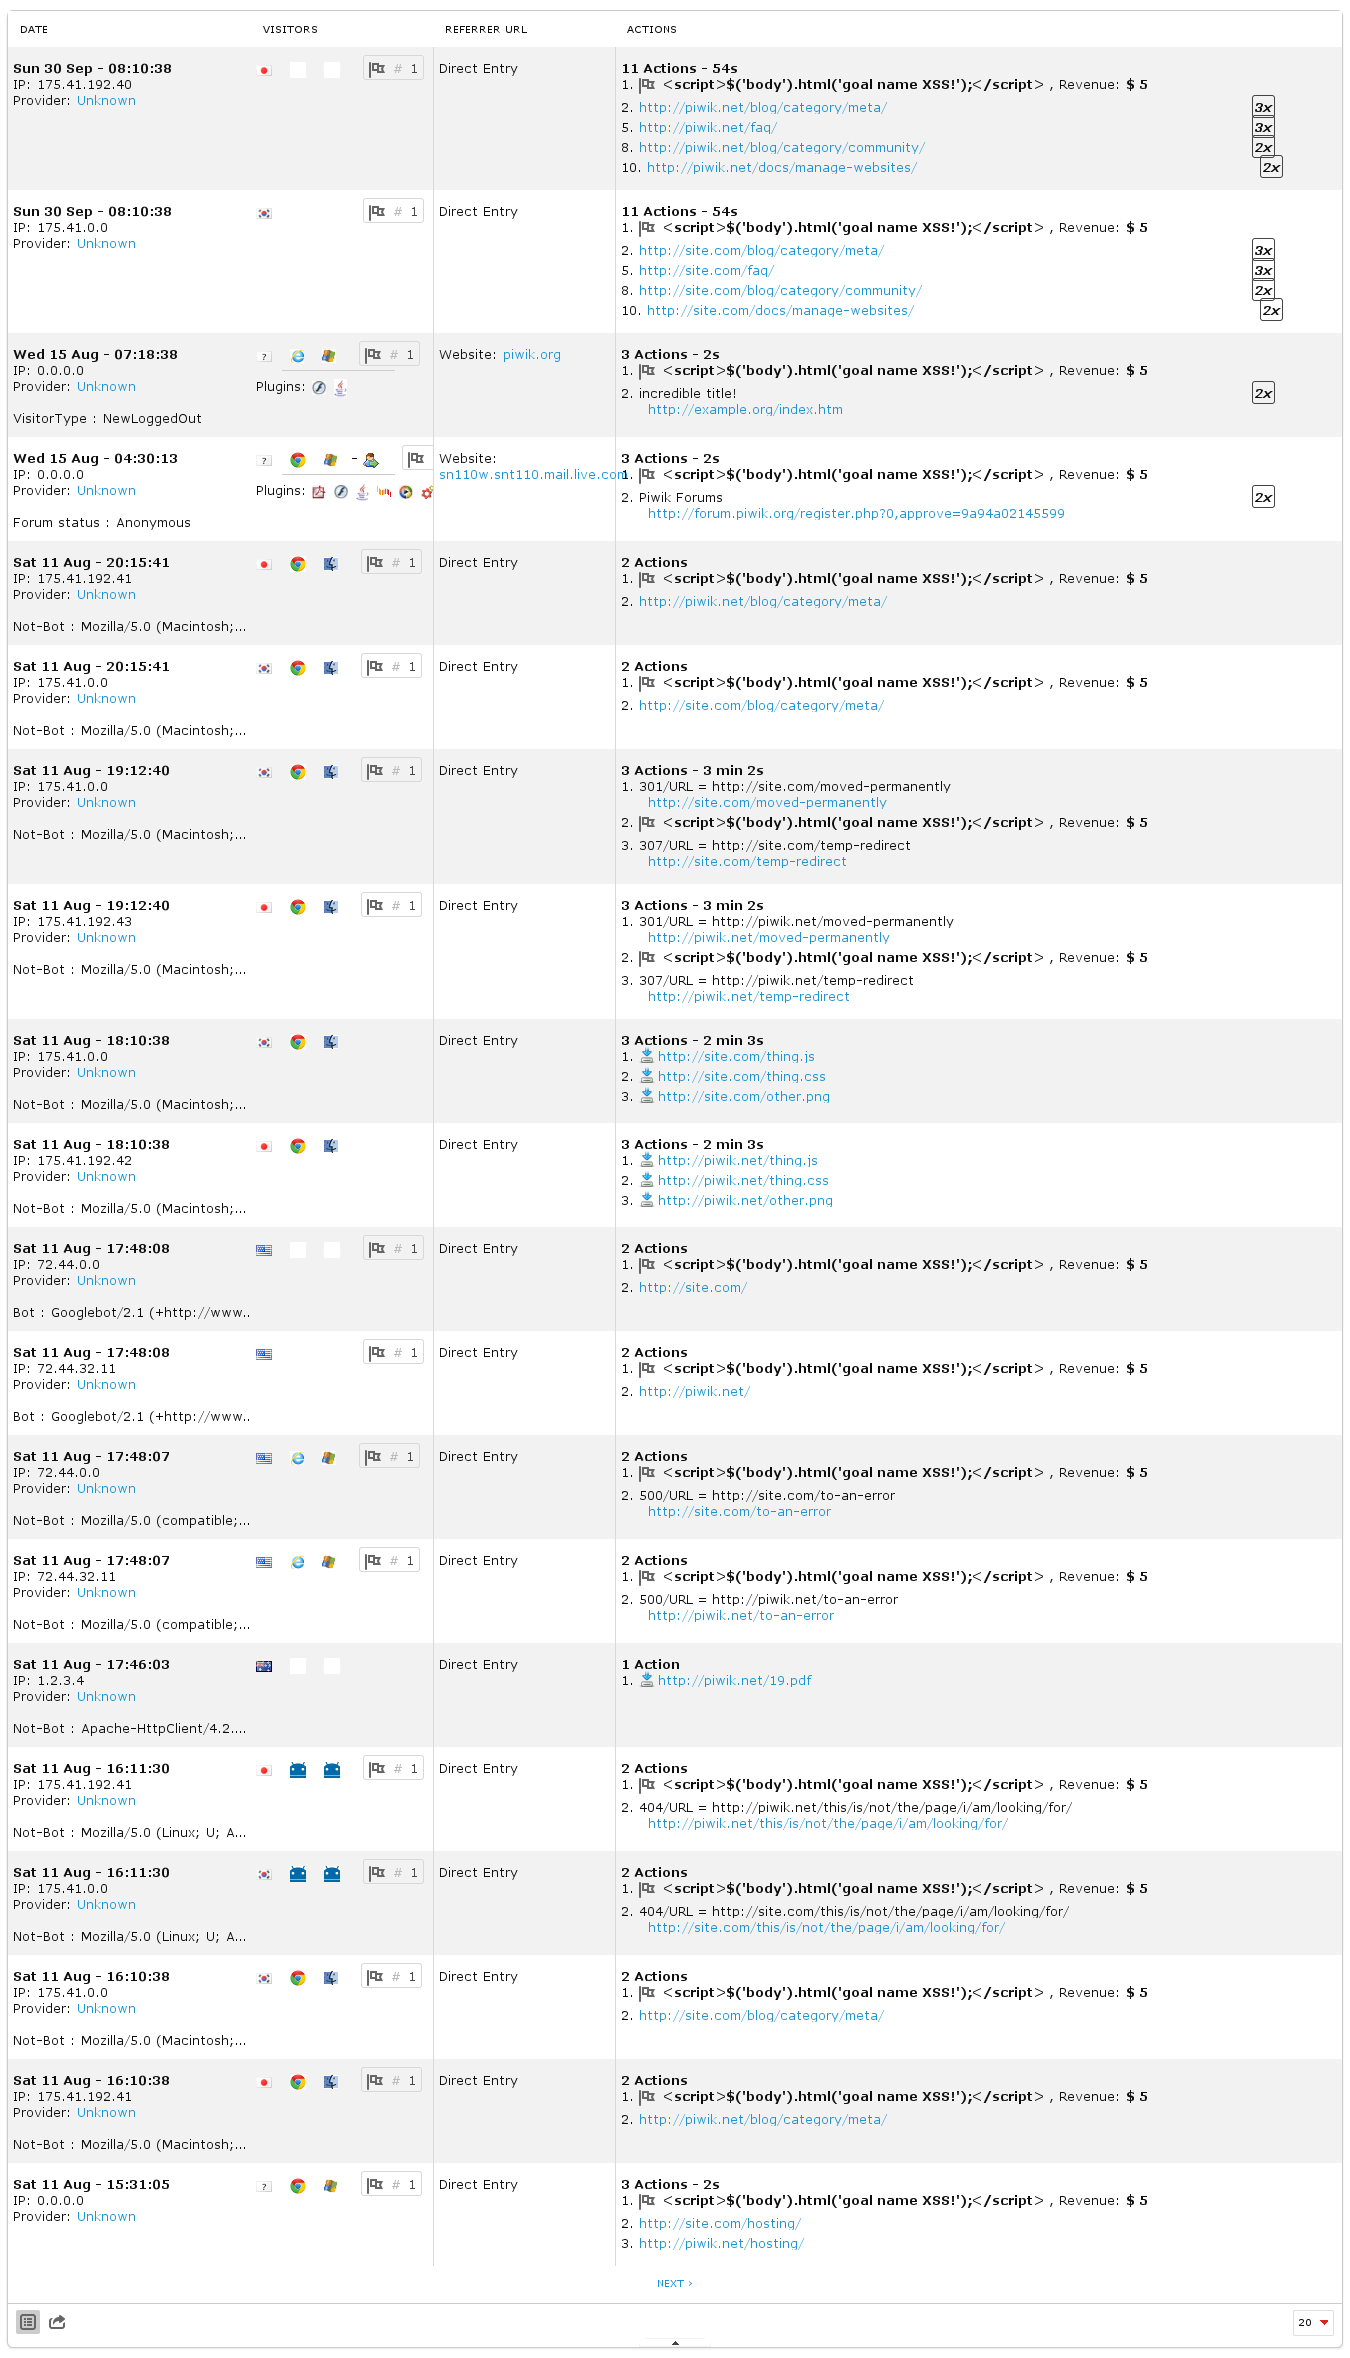 DATE VISITORS REFERRER URL ACTIONS
Sun 30 Sep - 08:10:38 # 1 Direct Entry 11 Actions - 54s
IP: 175.41.192.40 1. <script>$('body').html('goal name XSS!');</script> , Revenue: $ 5
Provider: Unknown
2. http://piwik.net/blog/category/meta/ 3x
5. http://piwik.net/faq/ 3x
8. http://piwik.net/blog/category/community/ 2x
10. http://piwik.net/docs/manage-websites/ 2x
Sun 30 Sep - 08:10:38 # 1 Direct Entry 11 Actions - 54s
IP: 175.41.0.0 1. <script>$('body').html('goal name XSS!');</script> , Revenue: $ 5
Provider: Unknown
2. http://site.com/blog/category/meta/ 3x
5. http://site.com/faq/ 3x
8. http://site.com/blog/category/community/ 2x
10. http://site.com/docs/manage-websites/ 2x
Wed 15 Aug - 07:18:38 ? # 1 Website: piwik.org 3 Actions - 2s
IP: 0.0.0.0 1. <script>$('body').html('goal name XSS!');</script> , Revenue: $ 5
Provider: Unknown Plugins:
2. incredible title! 2x
http://example.org/index.htm
VisitorType : NewLoggedOut
Wed 15 Aug - 04:30:13 ? - Website: 3 Actions - 2s
IP: 0.0.0.0 sn110w.snt110.mail.live.com 1. <script>$('body').html('goal name XSS!');</script> , Revenue: $ 5
Provider: Unknown Plugins:
2. Piwik Forums 2x
http://forum.piwik.org/register.php?0,approve=9a94a02145599
Forum status : Anonymous
Sat 11 Aug - 20:15:41 # 1 Direct Entry 2 Actions
IP: 175.41.192.41 1. <script>$('body').html('goal name XSS!');</script> , Revenue: $ 5
Provider: Unknown
2. http://piwik.net/blog/category/meta/
Not-Bot : Mozilla/5.0 (Macintosh;...
Sat 11 Aug - 20:15:41 # 1 Direct Entry 2 Actions
IP: 175.41.0.0 1. <script>$('body').html('goal name XSS!');</script> , Revenue: $ 5
Provider: Unknown
2. http://site.com/blog/category/meta/
Not-Bot : Mozilla/5.0 (Macintosh;...
Sat 11 Aug - 19:12:40 # 1 Direct Entry 3 Actions - 3 min 2s
IP: 175.41.0.0 1. 301/URL = http://site.com/moved-permanently
Provider: Unknown http://site.com/moved-permanently
2. <script>$('body').html('goal name XSS!');</script> , Revenue: $ 5
Not-Bot : Mozilla/5.0 (Macintosh;...
3. 307/URL = http://site.com/temp-redirect
http://site.com/temp-redirect
Sat 11 Aug - 19:12:40 # 1 Direct Entry 3 Actions - 3 min 2s
IP: 175.41.192.43 1. 301/URL = http://piwik.net/moved-permanently
Provider: Unknown http://piwik.net/moved-permanently
2. <script>$('body').html('goal name XSS!');</script> , Revenue: $ 5
Not-Bot : Mozilla/5.0 (Macintosh;...
3. 307/URL = http://piwik.net/temp-redirect
http://piwik.net/temp-redirect
Sat 11 Aug - 18:10:38 Direct Entry 3 Actions - 2 min 3s
IP: 175.41.0.0 1. http://site.com/thing.js
Provider: Unknown 2. http://site.com/thing.css
3. http://site.com/other.png
Not-Bot : Mozilla/5.0 (Macintosh;...
Sat 11 Aug - 18:10:38 Direct Entry 3 Actions - 2 min 3s
IP: 175.41.192.42 1. http://piwik.net/thing.js
Provider: Unknown 2. http://piwik.net/thing.css
3. http://piwik.net/other.png
Not-Bot : Mozilla/5.0 (Macintosh;...
Sat 11 Aug - 17:48:08 # 1 Direct Entry 2 Actions
IP: 72.44.0.0 1. <script>$('body').html('goal name XSS!');</script> , Revenue: $ 5
Provider: Unknown
2. http://site.com/
Bot : Googlebot/2.1 (+http://www..
Sat 11 Aug - 17:48:08 # 1 Direct Entry 2 Actions
IP: 72.44.32.11 1. <script>$('body').html('goal name XSS!');</script> , Revenue: $ 5
Provider: Unknown
2. http://piwik.net/
Bot : Googlebot/2.1 (+http://www..
Sat 11 Aug - 17:48:07 # 1 Direct Entry 2 Actions
IP: 72.44.0.0 1. <script>$('body').html('goal name XSS!');</script> , Revenue: $ 5
Provider: Unknown
2. 500/URL = http://site.com/to-an-error
http://site.com/to-an-error
Not-Bot : Mozilla/5.0 (compatible;...
Sat 11 Aug - 17:48:07 # 1 Direct Entry 2 Actions
IP: 72.44.32.11 1. <script>$('body').html('goal name XSS!');</script> , Revenue: $ 5
Provider: Unknown
2. 500/URL = http://piwik.net/to-an-error
http://piwik.net/to-an-error
Not-Bot : Mozilla/5.0 (compatible;...
Sat 11 Aug - 17:46:03 Direct Entry 1 Action
IP: 1.2.3.4 1. http://piwik.net/19.pdf
Provider: Unknown
Not-Bot : Apache-HttpClient/4.2....
Sat 11 Aug - 16:11:30 # 1 Direct Entry 2 Actions
IP: 175.41.192.41 1. <script>$('body').html('goal name XSS!');</script> , Revenue: $ 5
Provider: Unknown
2. 404/URL = http://piwik.net/this/is/not/the/page/i/am/looking/for/
http://piwik.net/this/is/not/the/page/i/am/looking/for/
Not-Bot : Mozilla/5.0 (Linux; U; A...
Sat 11 Aug - 16:11:30 # 1 Direct Entry 2 Actions
IP: 175.41.0.0 1. <script>$('body').html('goal name XSS!');</script> , Revenue: $ 5
Provider: Unknown
2. 404/URL = http://site.com/this/is/not/the/page/i/am/looking/for/
http://site.com/this/is/not/the/page/i/am/looking/for/
Not-Bot : Mozilla/5.0 (Linux; U; A...
Sat 11 Aug - 16:10:38 # 1 Direct Entry 2 Actions
IP: 175.41.0.0 1. <script>$('body').html('goal name XSS!');</script> , Revenue: $ 5
Provider: Unknown
2. http://site.com/blog/category/meta/
Not-Bot : Mozilla/5.0 (Macintosh;...
Sat 11 Aug - 16:10:38 # 1 Direct Entry 2 Actions
IP: 175.41.192.41 1. <script>$('body').html('goal name XSS!');</script> , Revenue: $ 5
Provider: Unknown
2. http://piwik.net/blog/category/meta/
Not-Bot : Mozilla/5.0 (Macintosh;...
Sat 11 Aug - 15:31:05 ? # 1 Direct Entry 3 Actions - 2s
IP: 0.0.0.0 1. <script>$('body').html('goal name XSS!');</script> , Revenue: $ 5
Provider: Unknown
2. http://site.com/hosting/
3. http://piwik.net/hosting/
NEXT ›
20